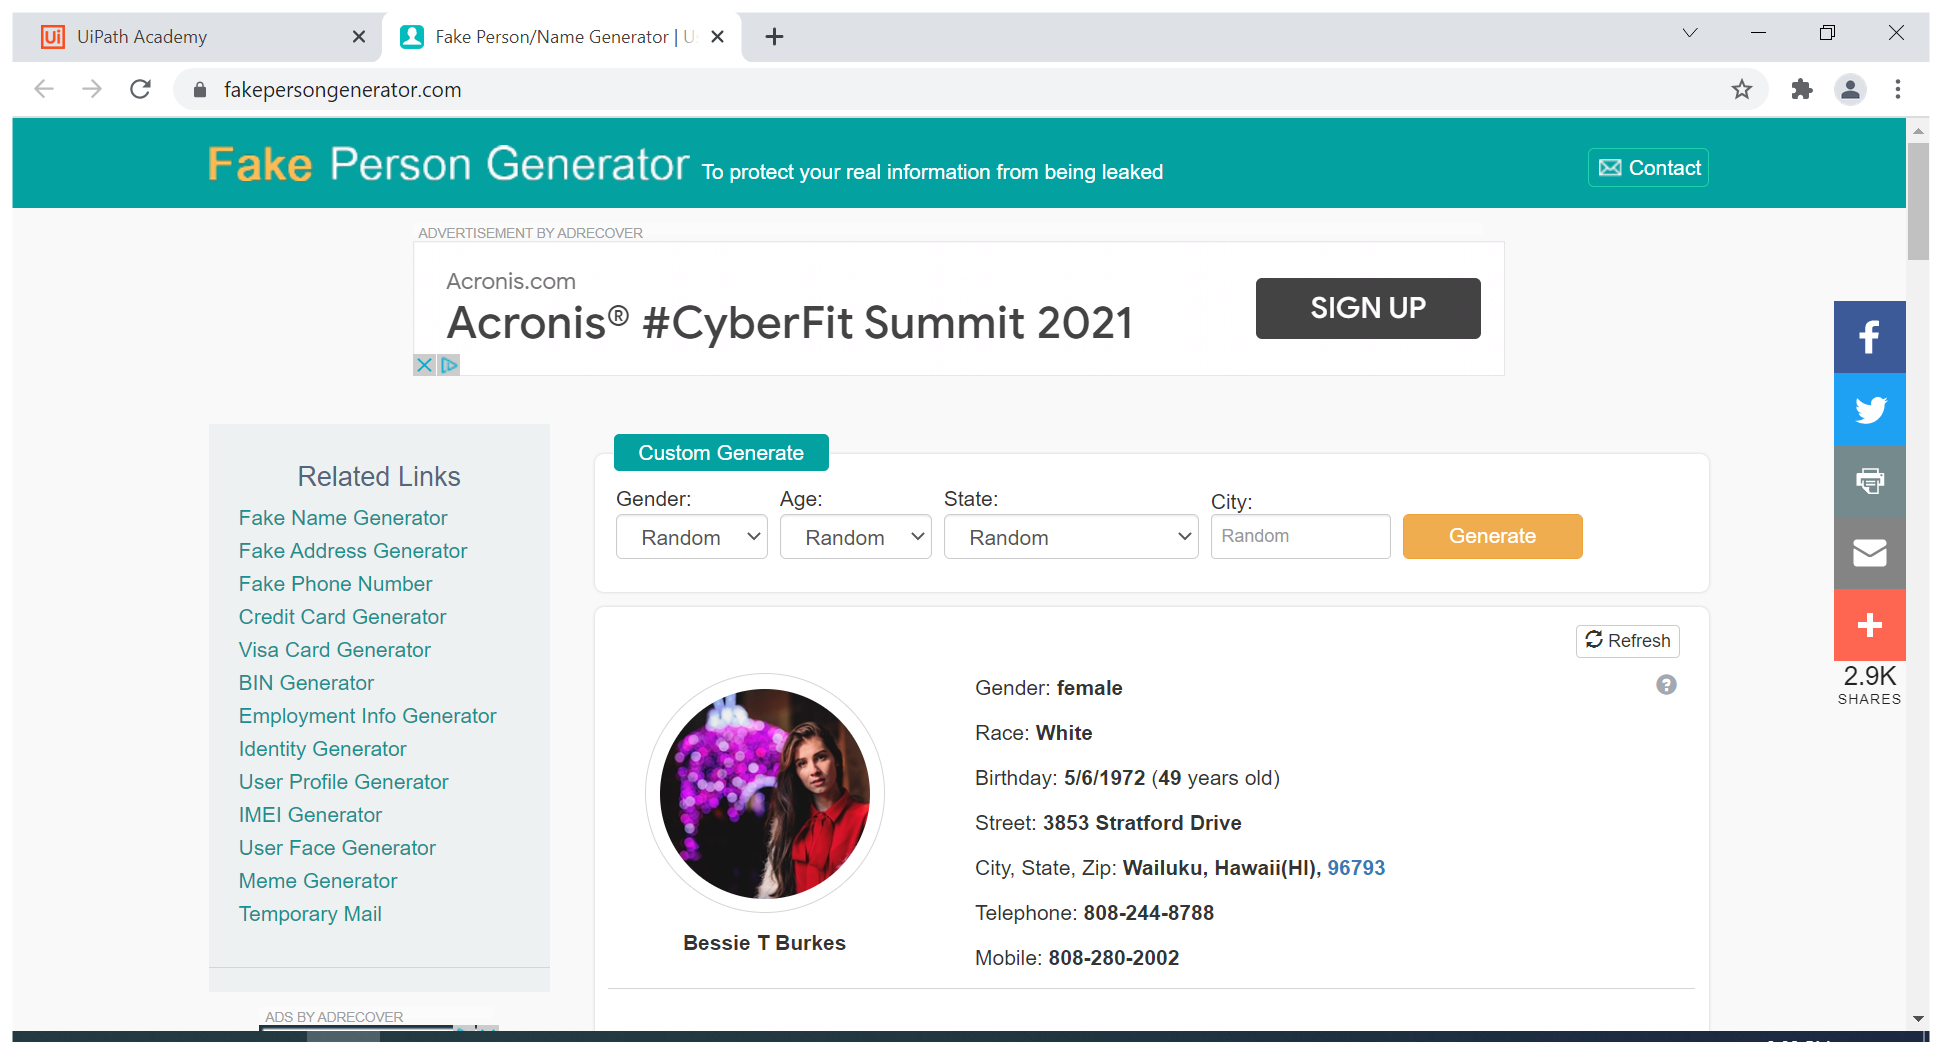 UiPath Academy
Fake Person/Name Generator | Us
fakepersongenerator.com
Fake Person Generator To protect your real information from being leaked
Contact
ADVERTISEMENT BY ADRECOVER
Acronis.com
Acronis® #CyberFit Summit 2021
SIGN UP
Related Links
Fake Name Generator
Fake Address Generator
Fake Phone Number
Credit Card Generator
Visa Card Generator
BIN Generator
Employment Info Generator
Identity Generator
User Profile Generator
IMEI Generator
User Face Generator
Meme Generator
Temporary Mail
ADS BY ADRECOVER
Custom Generate
Gender: Age: State: City:
Random Random Random Random Generate
Refresh
Gender: female
Race: White
Birthday: 5/6/1972 (49 years old)
Street: 3853 Stratford Drive
City, State, Zip: Wailuku, Hawaii(HI), 96793
Telephone: 808-244-8788
Mobile: 808-280-2002
Bessie T Burkes
2.9K
SHARES